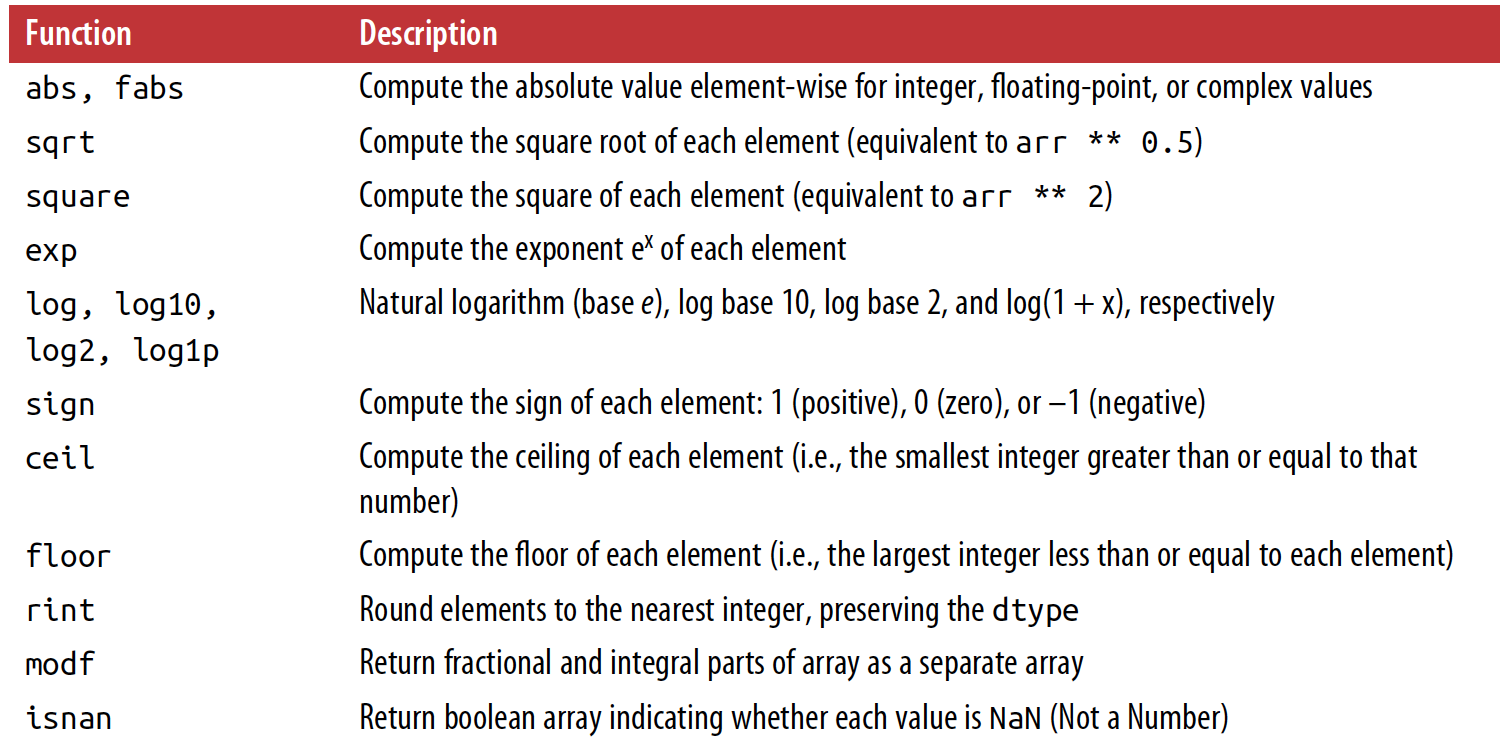 Function Description
abs, fabs Compute the absolute value element-wise for integer, floating-point, or complex values
sqrt Compute the square root of each element (equivalent to arr ** 0.5)
square Compute the square of each element (equivalent to arr ** 2)
exp Compute the exponent eˣ of each element
log, log10, Natural logarithm (base e), log base 10, log base 2, and log(1 + x), respectively
log2, log1p
sign Compute the sign of each element: 1 (positive), 0 (zero), or –1 (negative)
ceil Compute the ceiling of each element (i.e., the smallest integer greater than or equal to that
number)
floor Compute the floor of each element (i.e., the largest integer less than or equal to each element)
rint Round elements to the nearest integer, preserving the dtype
modf Return fractional and integral parts of array as a separate array
isnan Return boolean array indicating whether each value is NaN (Not a Number)